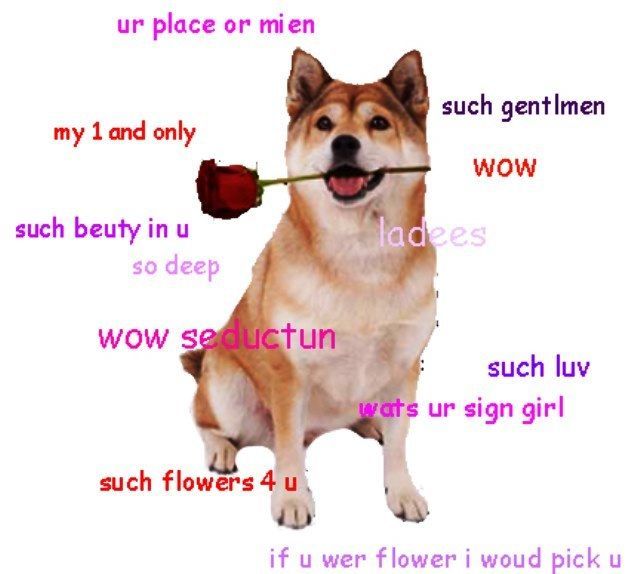 ur place or mien
such gentlmen
my 1 and only
wow
such beuty in u
ladees
so deep
wow seductun
such luv
wats ur sign girl
such flowers 4 u
if u wer flower i woud pick u